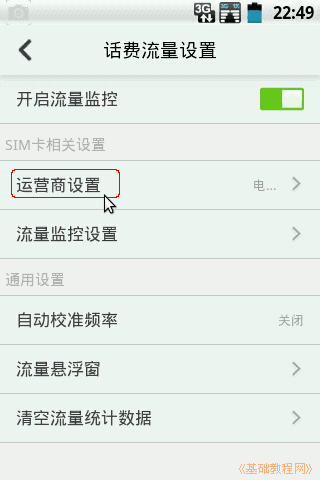 3G 3G 1X 22:49
话费流量设置
开启流量监控
SIM卡相关设置
运营商设置 电...
流量监控设置
通用设置
自动校准频率 关闭
流量悬浮窗
清空流量统计数据
《基础教程网》